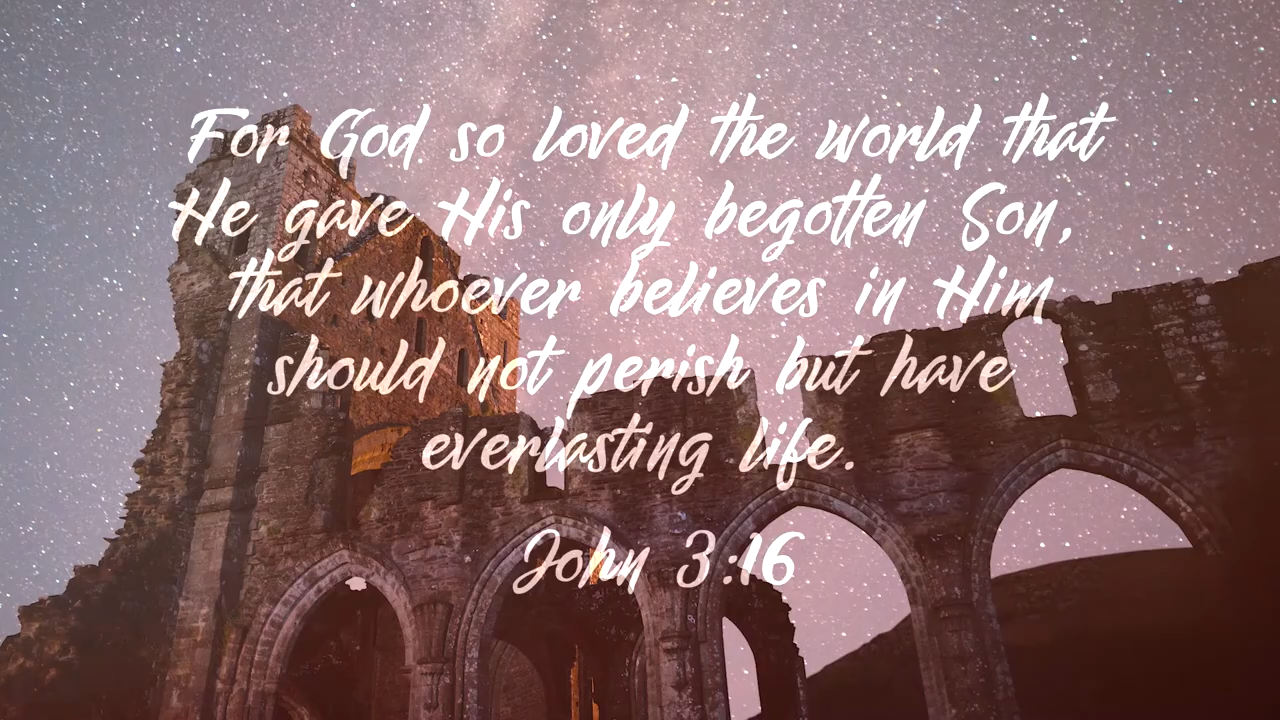 For God so loved the world that
He gave His only begotten Son,
that whoever believes in Him
should not perish but have
everlasting life.
John 3:16